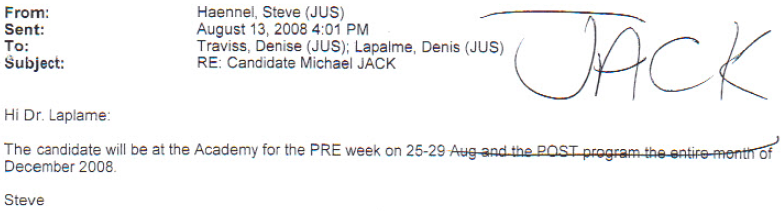 From: Haennel, Steve (JUS)
Sent: August 13, 2008 4:01 PM
To: Traviss, Denise (JUS); Lapalme, Denis (JUS)
Subject: RE: Candidate Michael JACK
JACK
Hi Dr. Laplame:
The candidate will be at the Academy for the PRE week on 25-29 Aug and the POST program the entire month of
December 2008.
Steve